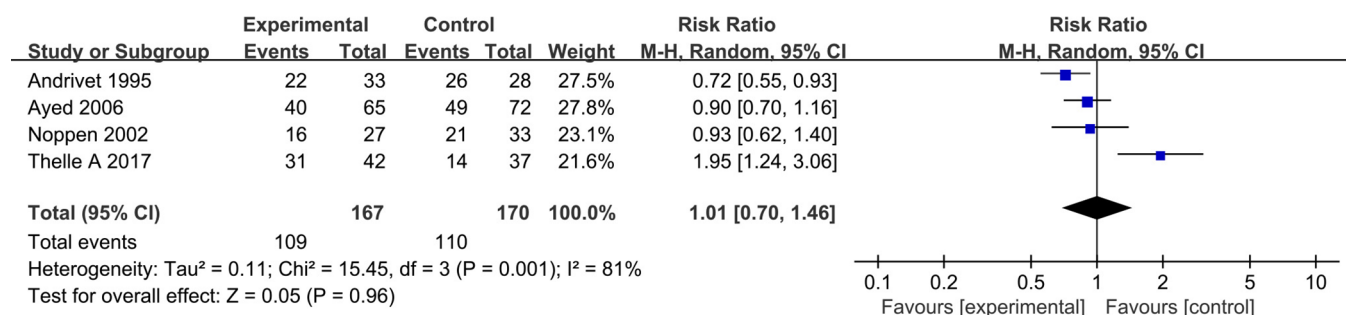 Experimental Control Risk Ratio Risk Ratio
Study or Subgroup Events Total Events Total Weight M-H, Random, 95% CI M-H, Random, 95% CI
Andrivet 1995 22 33 26 28 27.5% 0.72 [0.55, 0.93]
Ayed 2006 40 65 49 72 27.8% 0.90 [0.70, 1.16]
Noppen 2002 16 27 21 33 23.1% 0.93 [0.62, 1.40]
Thelle A 2017 31 42 14 37 21.6% 1.95 [1.24, 3.06]
Total (95% CI) 167 170 100.0% 1.01 [0.70, 1.46]
Total events 109 110
Heterogeneity: Tau² = 0.11; Chi² = 15.45, df = 3 (P = 0.001); I² = 81%
Test for overall effect: Z = 0.05 (P = 0.96)
0.1 0.2 0.5 1 2 5 10
Favours [experimental] Favours [control]